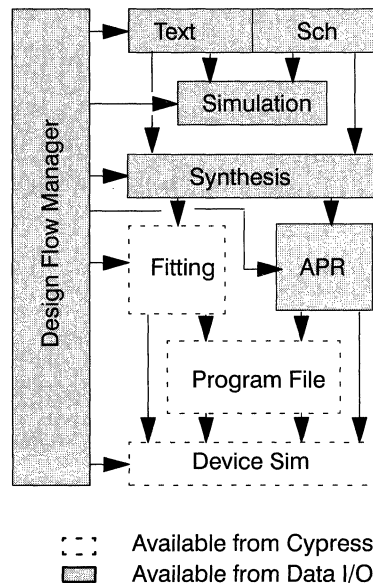 Text Sch
Simulation
Synthesis
Design Flow Manager
Fitting APR
Program File
Device Sim
Available from Cypress
Available from Data I/O